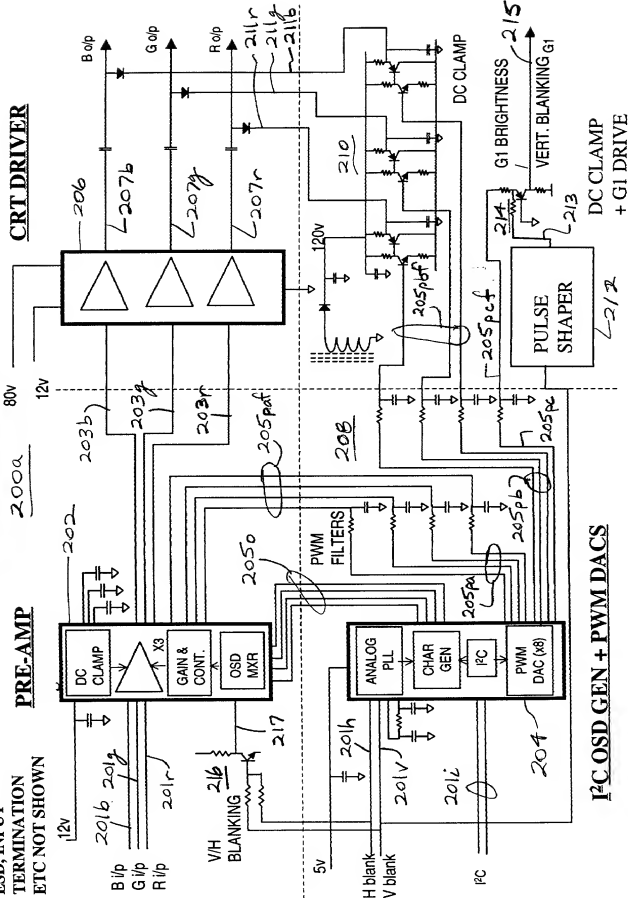 ESD, INPUT
TERMINATION
ETC NOT SHOWN
PRE-AMP
200a
CRT DRIVER
80v
12v
206
B o/p
G o/p
R o/p
207b
207g
207r
211r
211g
211b
203b
203g
203r
202
12v
DC
CLAMP
X3
GAIN &
CONT.
OSD
MXR
B i/p
G i/p
R i/p
201b
201g
201r
205paf
205o
217
216
V/H
BLANKING
PWM
FILTERS
208
120v
210
DC CLAMP
205pbf
205pcf
G1 BRIGHTNESS
VERT. BLANKING
G1
215
214
213
PULSE
SHAPER
212
DC CLAMP
+ G1 DRIVE
205pa
205pb
205pc
5v
ANALOG
PLL
CHAR
GEN
I²C
PWM
DAC (x8)
204
H blank
V blank
201h
201v
201i
I²C
I²C OSD GEN + PWM DACS